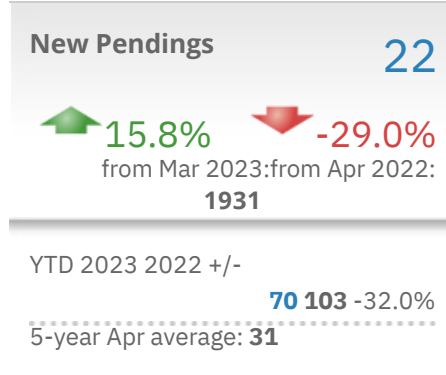 New Pendings
22
15.8% -29.0%
from Mar 2023:from Apr 2022:
1931
YTD 2023 2022 +/-
70 103 -32.0%
5-year Apr average: 31